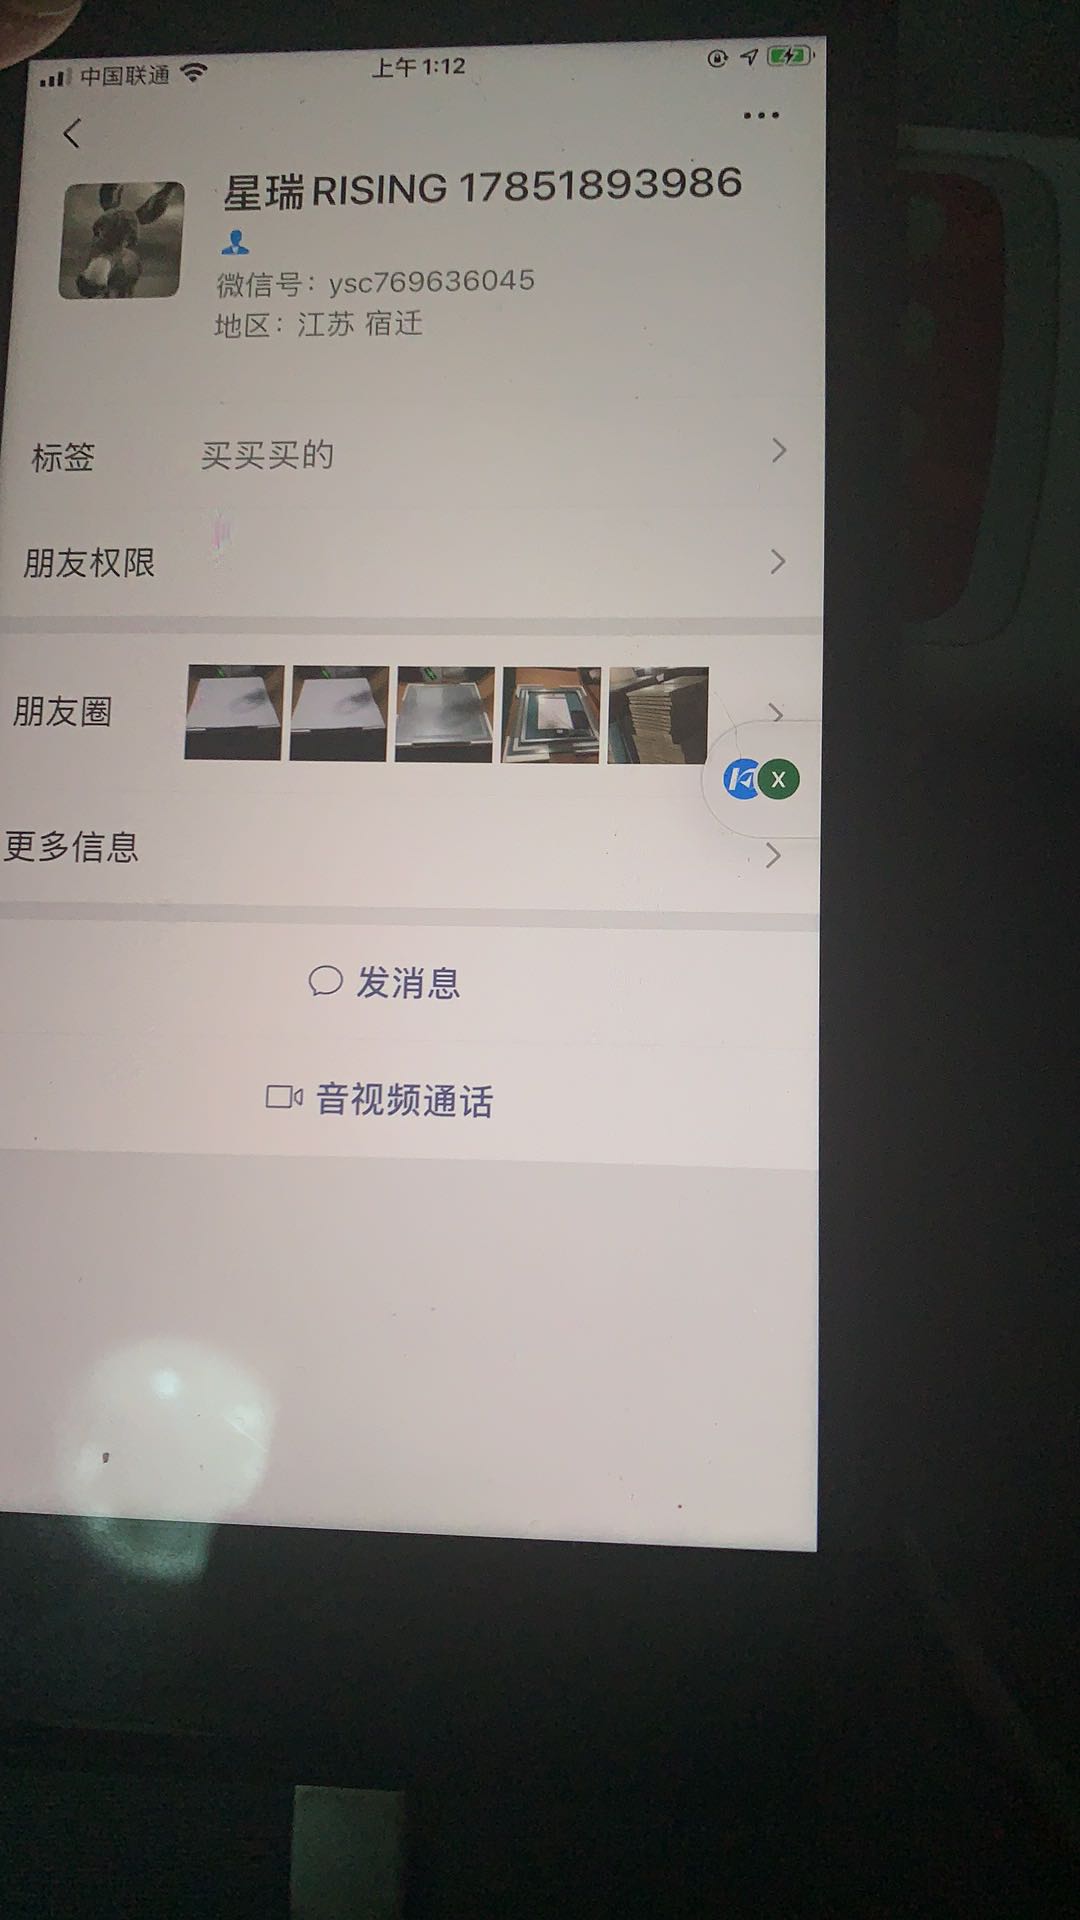 中国联通 上午1:12
星瑞RISING 17851893986
微信号：ysc769636045
地区：江苏 宿迁
标签 买买买的
朋友权限
朋友圈
X
更多信息
发消息
音视频通话